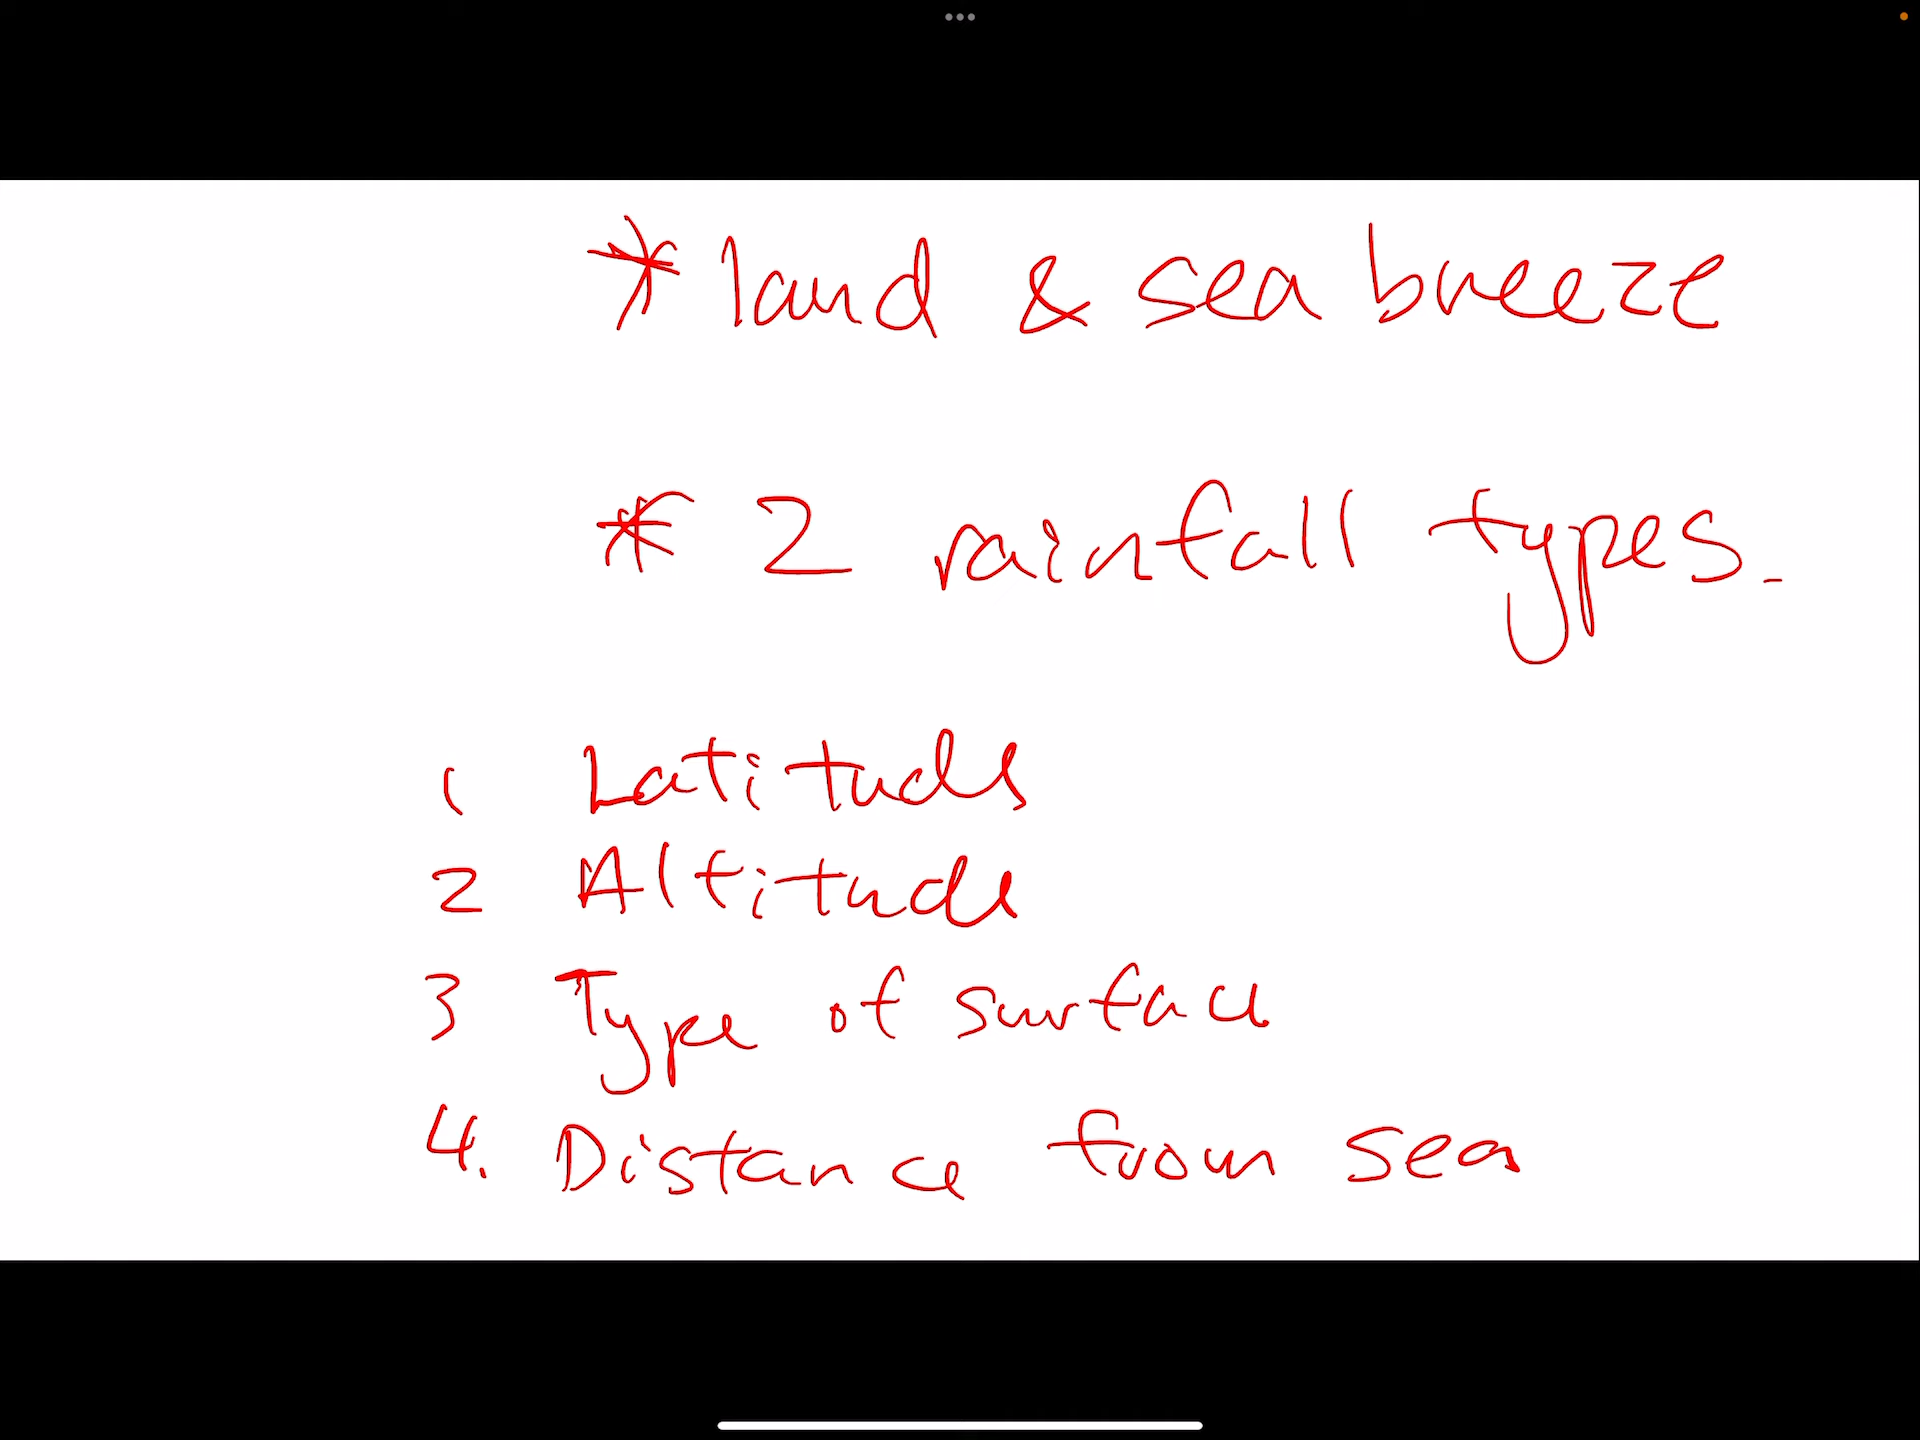 * land & sea breeze
* 2 rainfall types.
1 Latitude
2 Altitude
3 Type of surface
4. Distance from sea